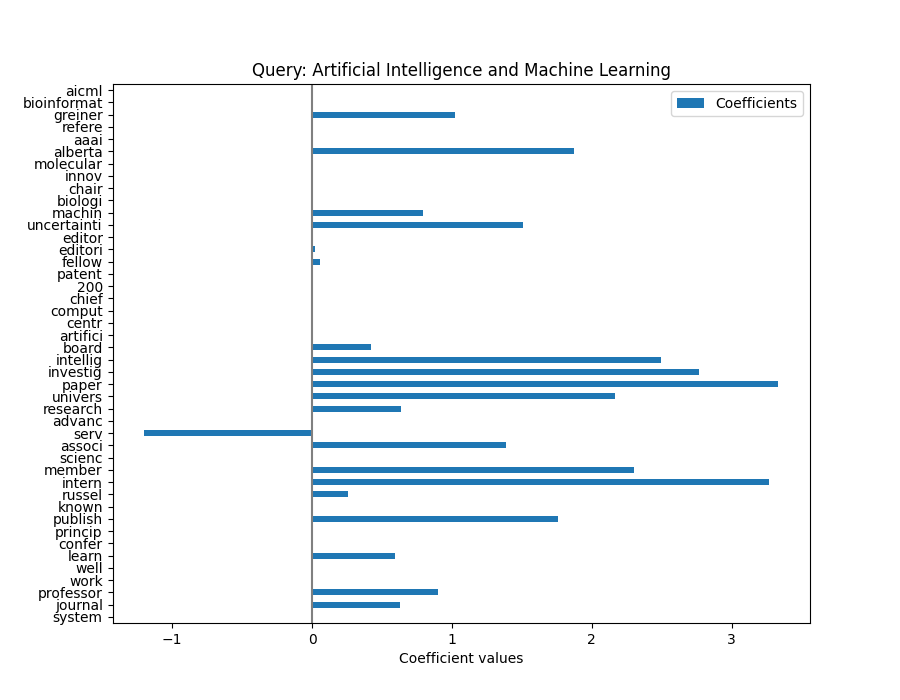 Query: Artificial Intelligence and Machine Learning
Coefficients
aicml
bioinformat
greiner
refere
aaai
alberta
molecular
innov
chair
biologi
machin
uncertainti
editor
editori
fellow
patent
200
chief
comput
centr
artifici
board
intellig
investig
paper
univers
research
advanc
serv
associ
scienc
member
intern
russel
known
publish
princip
confer
learn
well
work
professor
journal
system
−1 0 1 2 3
Coefficient values